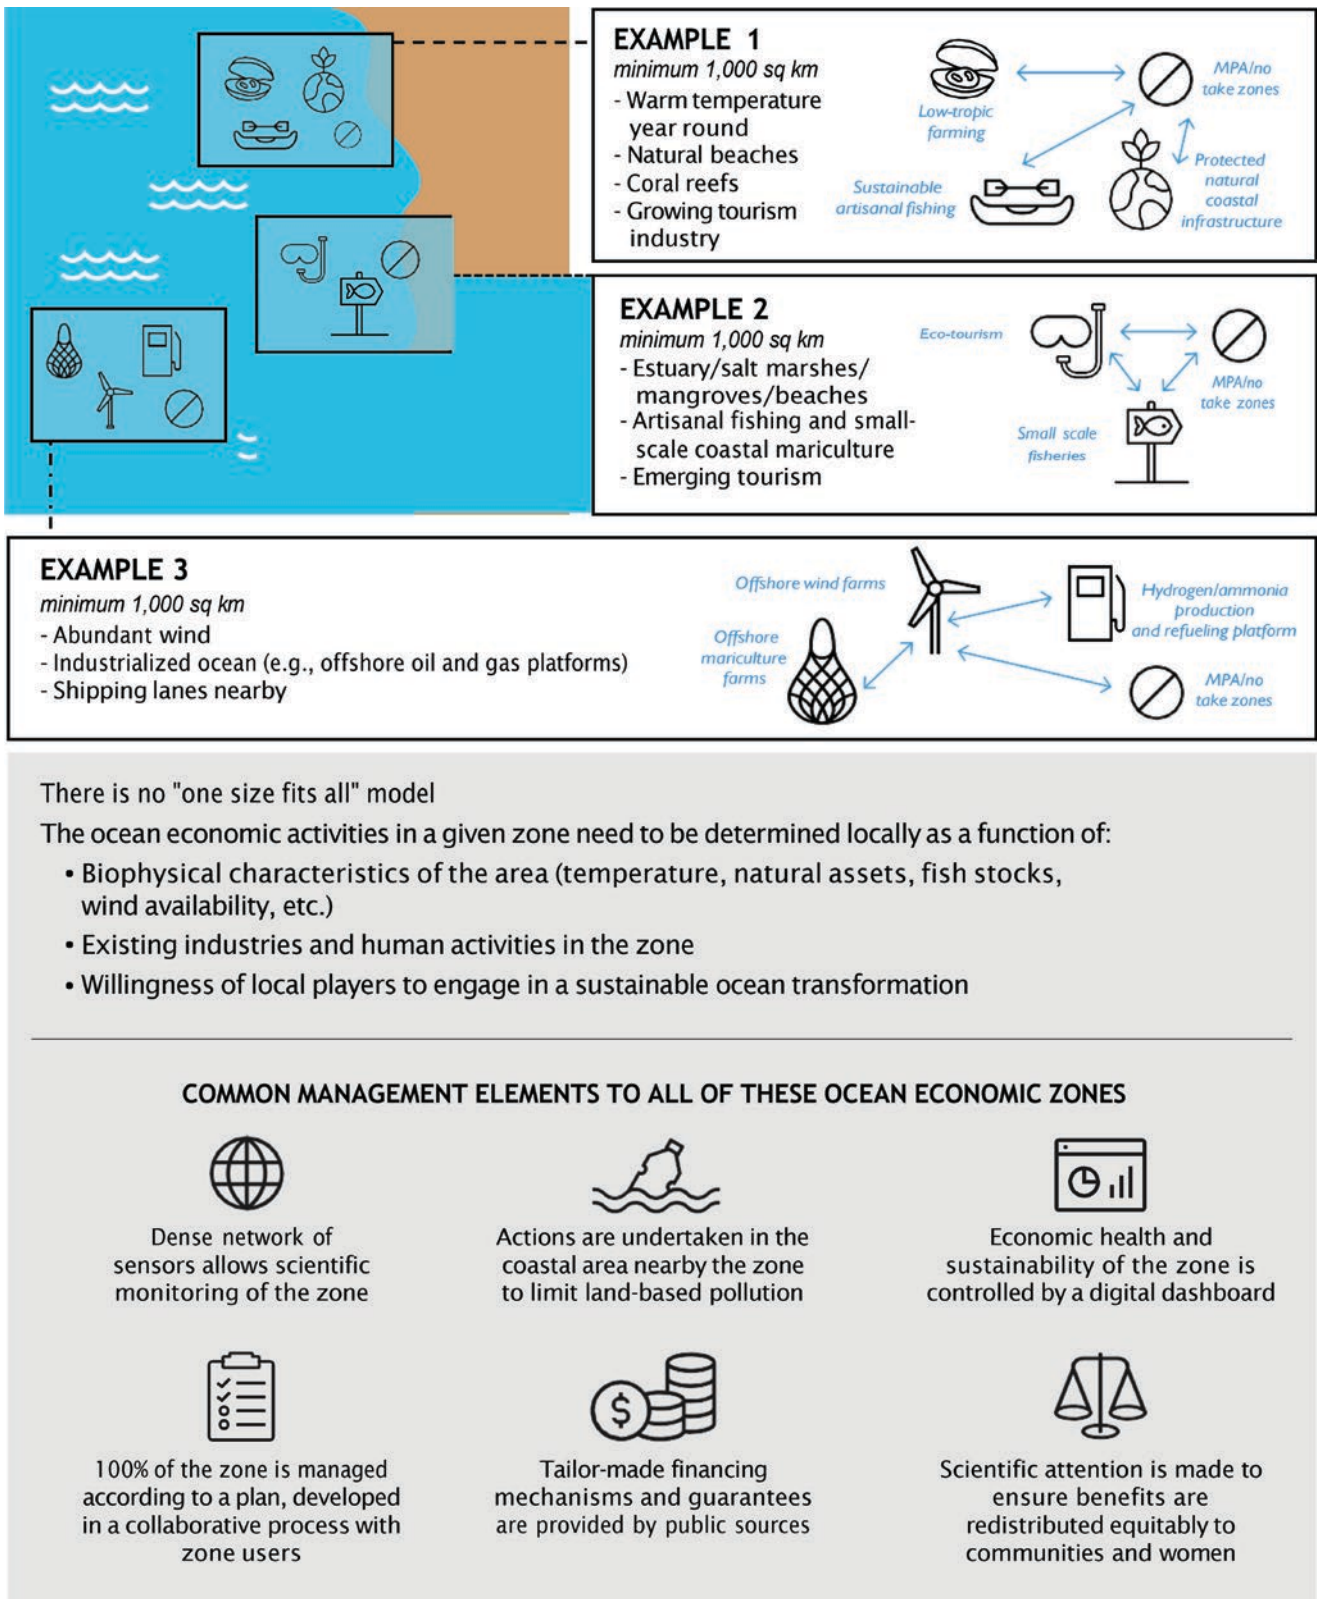 EXAMPLE 1
minimum 1,000 sq km
- Warm temperature
year round
- Natural beaches
- Coral reefs
- Growing tourism
industry
Low-tropic
farming
MPA/no
take zones
Sustainable
artisanal fishing
Protected
natural
coastal
infrastructure
EXAMPLE 2
minimum 1,000 sq km
- Estuary/salt marshes/
mangroves/beaches
- Artisanal fishing and small-
scale coastal mariculture
- Emerging tourism
Eco-tourism
MPA/no
take zones
Small scale
fisheries
EXAMPLE 3
minimum 1,000 sq km
- Abundant wind
- Industrialized ocean (e.g., offshore oil and gas platforms)
- Shipping lanes nearby
Offshore wind farms
Offshore
mariculture
farms
Hydrogen/ammonia
production
and refueling platform
MPA/no
take zones
There is no "one size fits all" model
The ocean economic activities in a given zone need to be determined locally as a function of:
• Biophysical characteristics of the area (temperature, natural assets, fish stocks,
wind availability, etc.)
• Existing industries and human activities in the zone
• Willingness of local players to engage in a sustainable ocean transformation
COMMON MANAGEMENT ELEMENTS TO ALL OF THESE OCEAN ECONOMIC ZONES
Dense network of
sensors allows scientific
monitoring of the zone
Actions are undertaken in the
coastal area nearby the zone
to limit land-based pollution
Economic health and
sustainability of the zone is
controlled by a digital dashboard
100% of the zone is managed
according to a plan, developed
in a collaborative process with
zone users
$
Tailor-made financing
mechanisms and guarantees
are provided by public sources
Scientific attention is made to
ensure benefits are
redistributed equitably to
communities and women